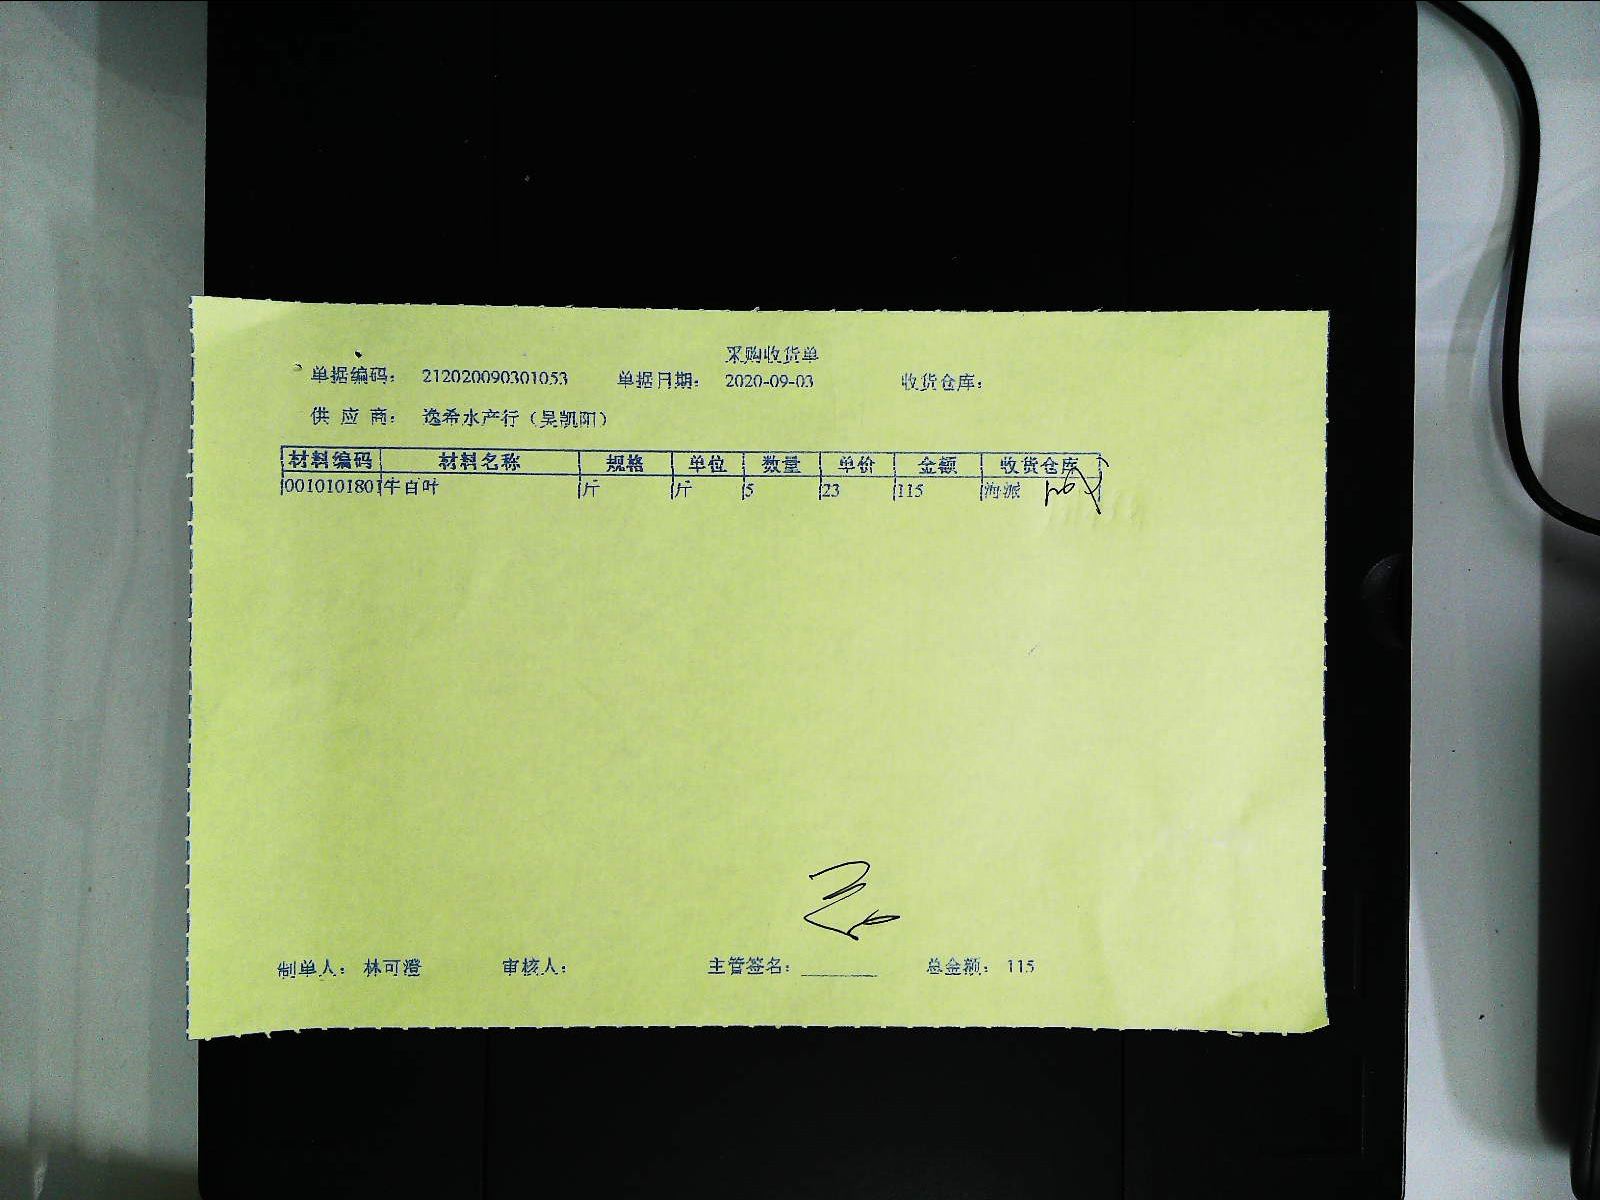 采购收货单
单据编码： 212020090301053 单据日期： 2020-09-03 收货仓库：
供 应 商： 逸希水产行（吴凯阳）
材料编码 材料名称 规格 单位 数量 单价 金额 收货仓库
0010101801 牛百叶 斤 斤 5 23 115 海派
制单人： 林可澄 审核人： 主管签名： 总金额： 115